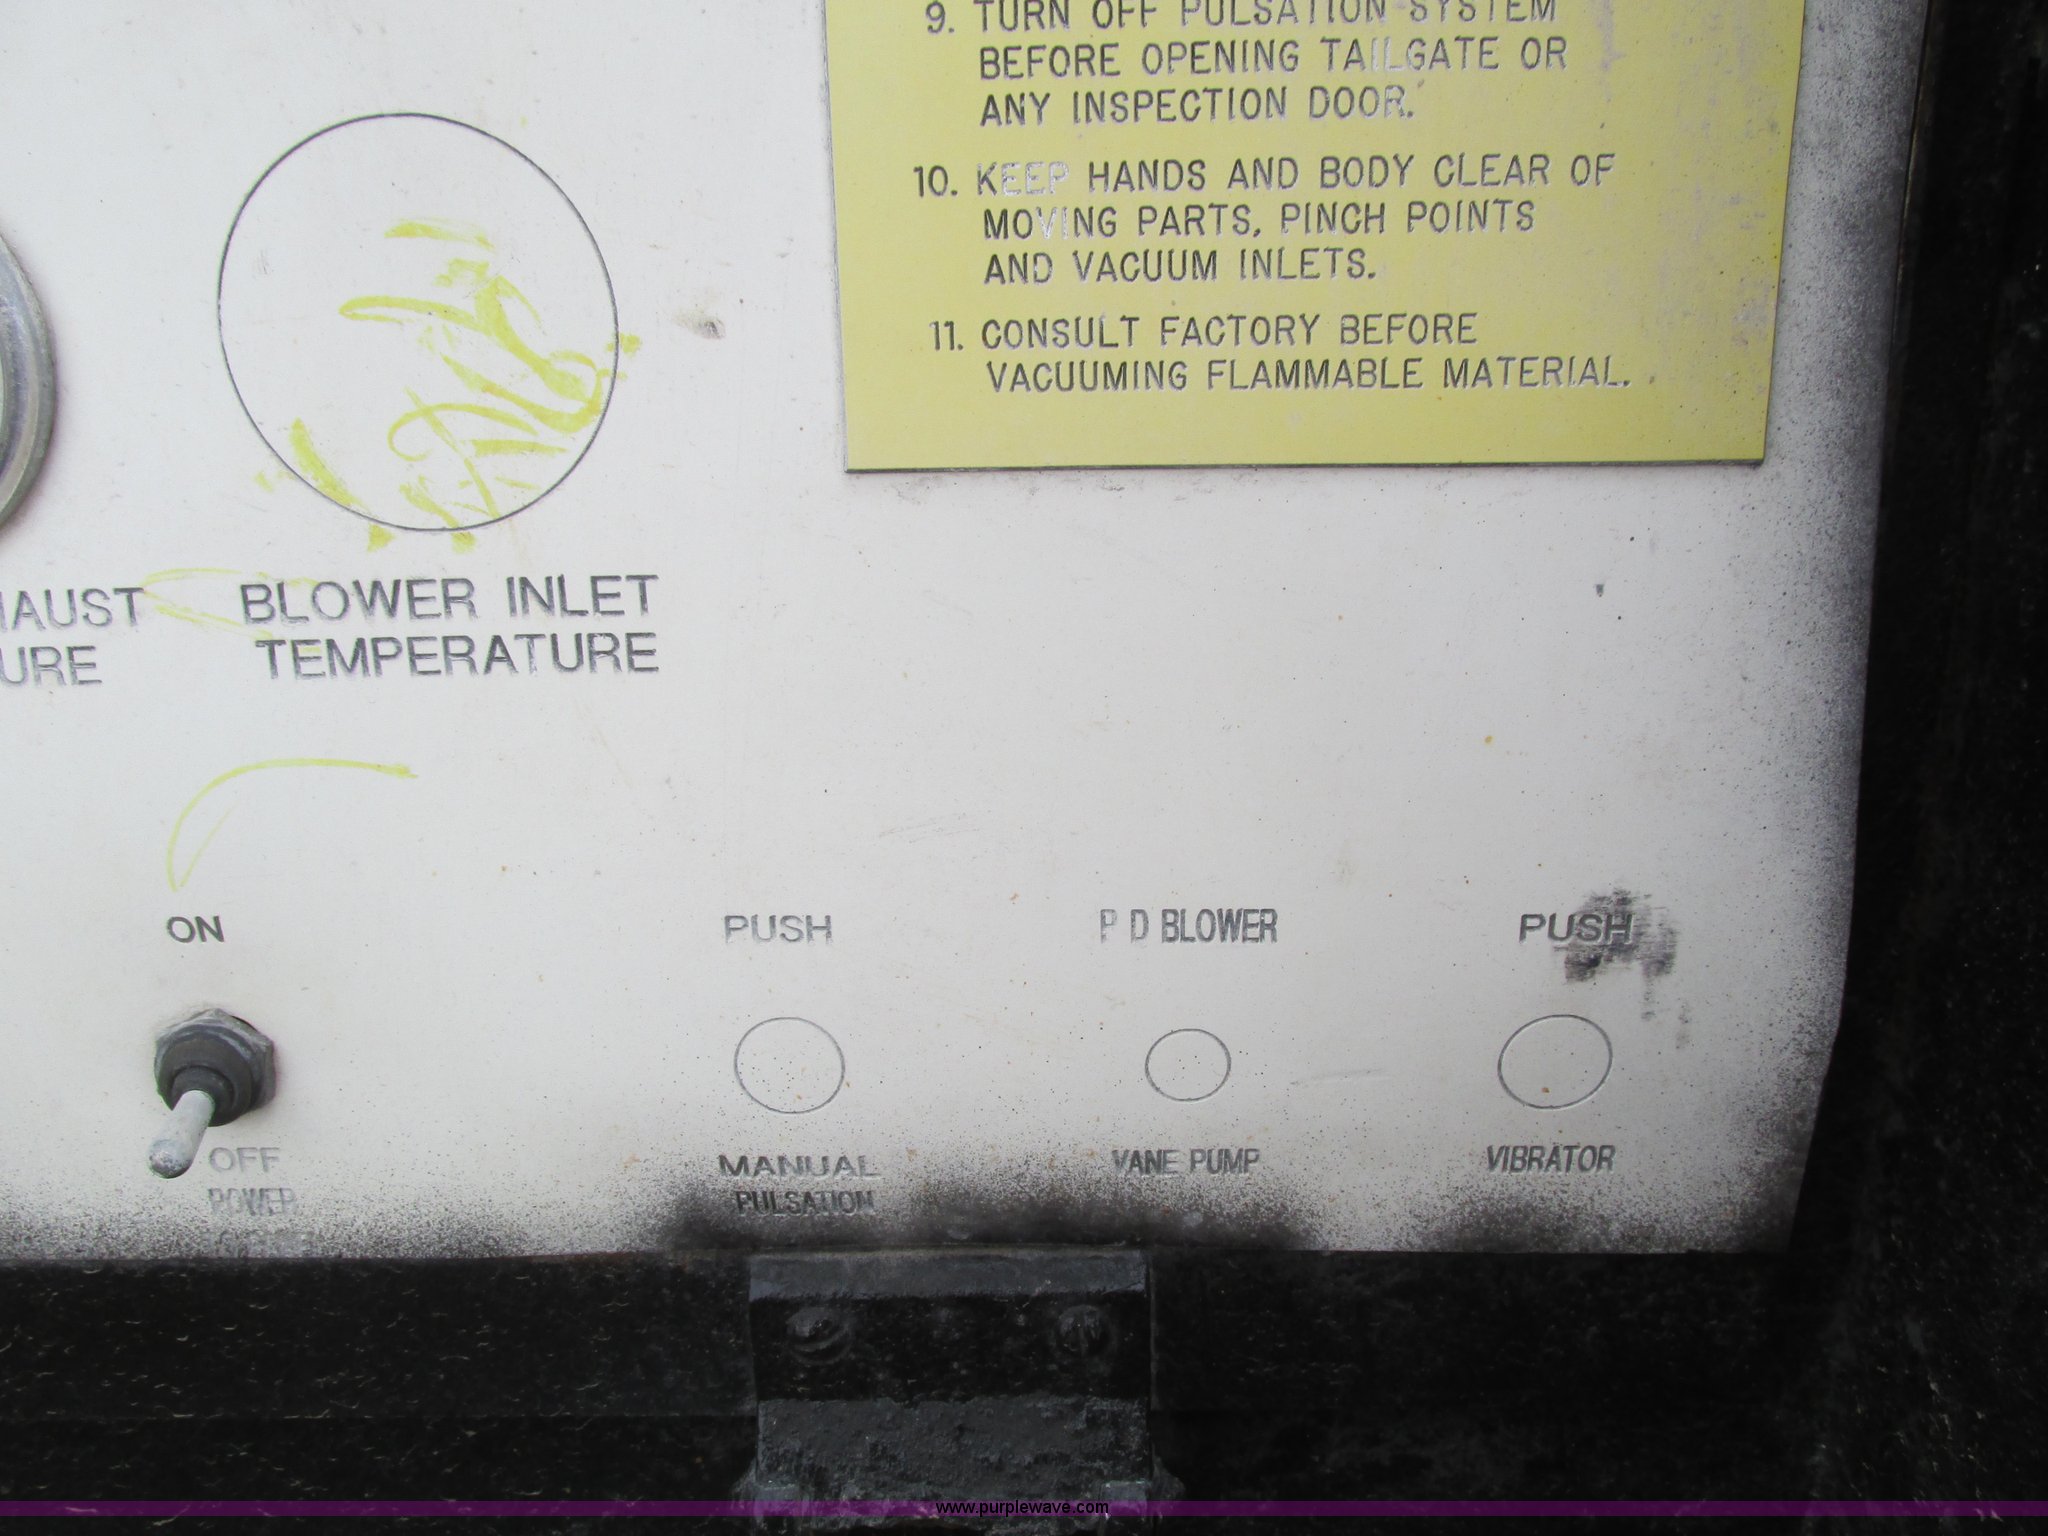 9. TURN OFF PULSATION SYSTEM
BEFORE OPENING TAILGATE OR
ANY INSPECTION DOOR.
10. KEEP HANDS AND BODY CLEAR OF
MOVING PARTS, PINCH POINTS
AND VACUUM INLETS.
11. CONSULT FACTORY BEFORE
VACUUMING FLAMMABLE MATERIAL.
HAUST
URE
BLOWER INLET
TEMPERATURE
ON
OFF
POWER
PUSH
MANUAL
PULSATION
P D BLOWER
VANE PUMP
PUSH
VIBRATOR
www.purplewave.com